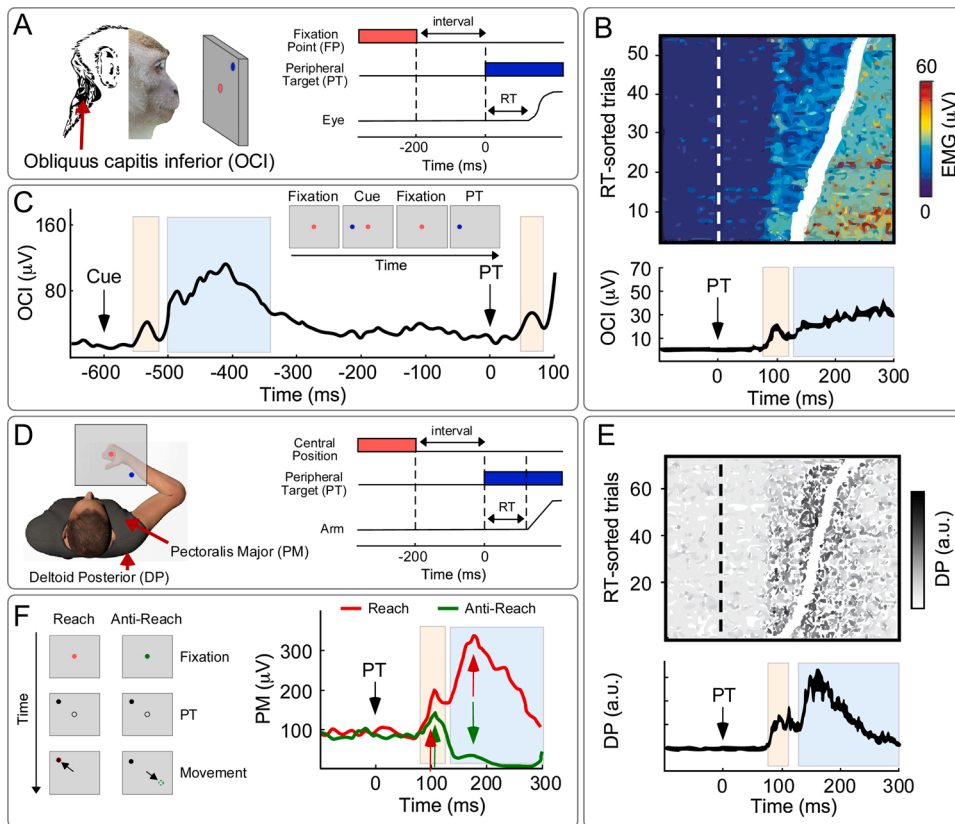 A
Fixation
Point (FP)
interval
Peripheral
Target (PT)
RT
Eye
-200
0
Time (ms)
Obliquus capitis inferior (OCI)
B
RT-sorted trials
50
40
30
20
10
60
0
EMG (µV)
OCI (µV)
70
50
30
10
PT
0
100
200
300
Time (ms)
C
OCI (µV)
160
80
Cue
Fixation
Cue
Fixation
PT
Time
PT
-600
-500
-400
-300
-200
-100
0
100
Time (ms)
D
Pectoralis Major (PM)
Deltoid Posterior (DP)
Central
Position
interval
Peripheral
Target (PT)
RT
Arm
-200
0
Time (ms)
E
RT-sorted trials
60
40
20
DP (a.u.)
DP (a.u.)
PT
0
100
200
300
Time (ms)
F
Reach
Anti-Reach
Time
Fixation
PT
Movement
Reach
Anti-Reach
PM (µV)
300
200
100
PT
0
100
200
300
Time (ms)